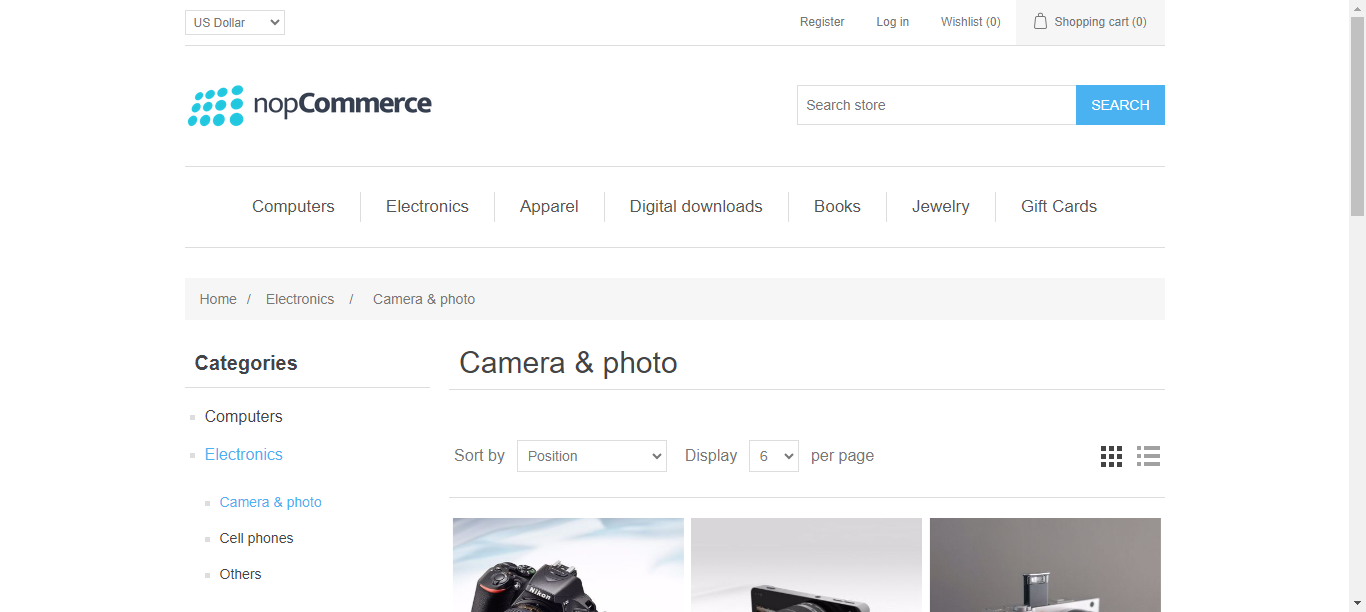 US Dollar Register Log in Wishlist (0) Shopping cart (0)
nopCommerce Search store SEARCH
Computers Electronics Apparel Digital downloads Books Jewelry Gift Cards
Home / Electronics / Camera & photo
Categories
Camera & photo
Computers
Electronics
Sort by Position Display 6 per page
Camera & photo
Cell phones
Others
Nikon